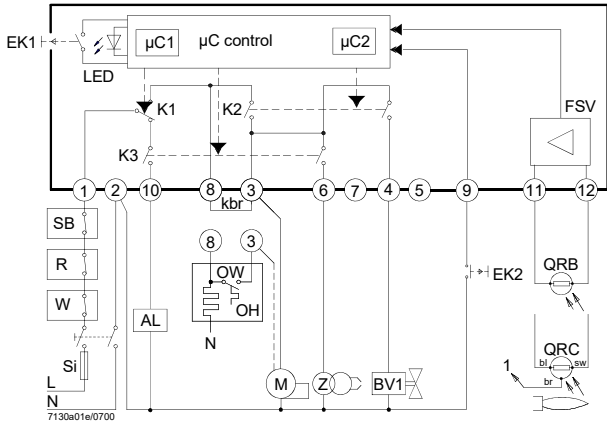 EK1
LED
µC1
µC control
µC2
K1
K2
FSV
K3
1 2 10 8 3 6 7 4 5 9 11 12
kbr
SB
R
W
Si
L
N
7130a01e/0700
AL
8 3
OW
OH
N
M
Z
BV1
EK2
QRB
QRC
bl sw
br
1